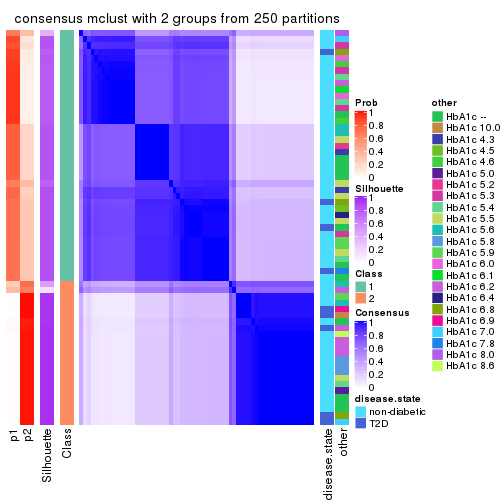 consensus mclust with 2 groups from 250 partitions
p1
p2
Silhouette
Class
disease.state
other
Prob
1
0.8
0.6
0.4
0.2
0
Silhouette
1
0.8
0.6
0.4
0.2
0
Class
1
2
Consensus
1
0.8
0.6
0.4
0.2
0
disease.state
non-diabetic
T2D
other
HbA1c --
HbA1c 10.0
HbA1c 4.3
HbA1c 4.5
HbA1c 4.6
HbA1c 5.0
HbA1c 5.2
HbA1c 5.3
HbA1c 5.4
HbA1c 5.5
HbA1c 5.6
HbA1c 5.8
HbA1c 5.9
HbA1c 6.0
HbA1c 6.1
HbA1c 6.2
HbA1c 6.4
HbA1c 6.8
HbA1c 6.9
HbA1c 7.0
HbA1c 7.8
HbA1c 8.0
HbA1c 8.6